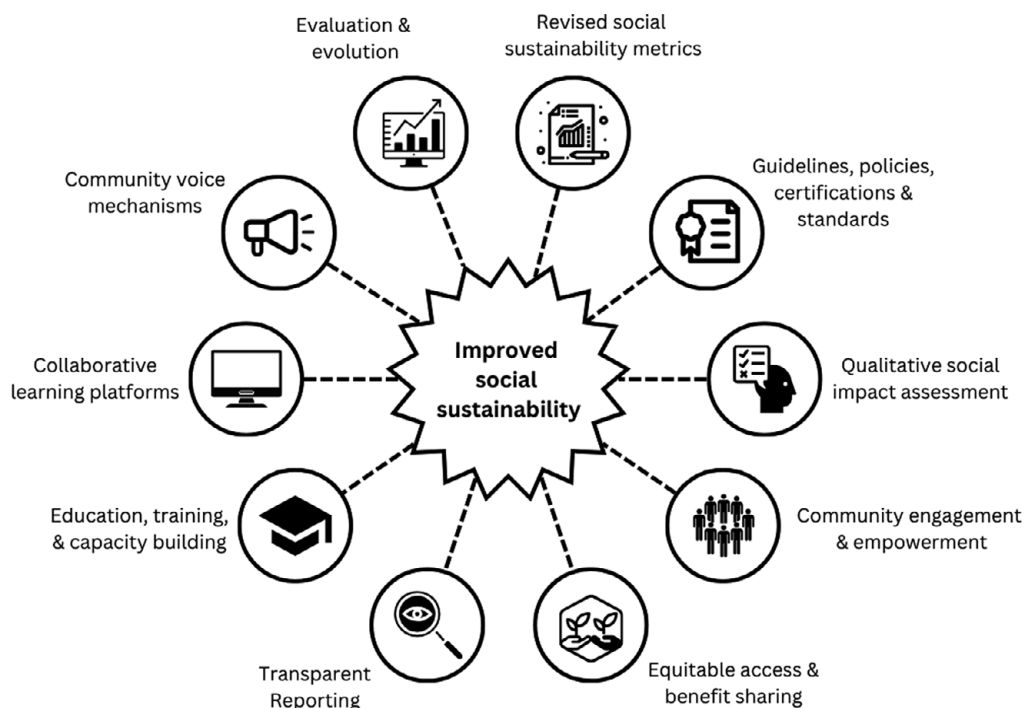 Evaluation &
evolution
Revised social
sustainability metrics
Guidelines, policies,
certifications &
standards
Qualitative social
impact assessment
Community engagement
& empowerment
Equitable access &
benefit sharing
Transparent
Reporting
Education, training,
& capacity building
Collaborative
learning platforms
Community voice
mechanisms
Improved
social
sustainability